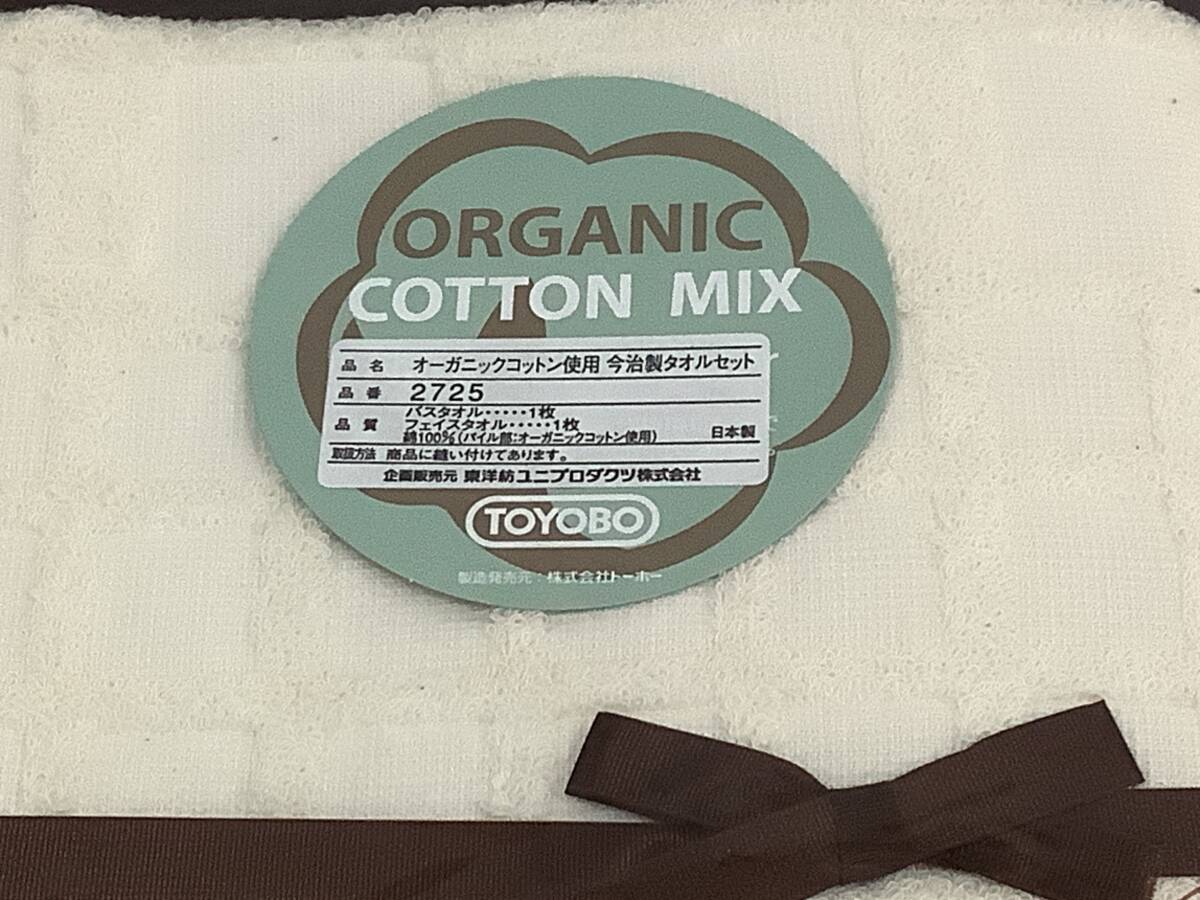 ORGANIC
COTTON MIX
品名 オーガニックコットン使用 今治製タオルセット
品番 2725
品質 バスタオル・・・・・1枚
フェイスタオル・・・・・1枚
綿100%(パイル部:オーガニックコットン使用) 日本製
取扱方法 商品に縫い付けてあります。
企画販売元 東洋紡ユニプロダクツ株式会社
TOYOBO
製造発売元：株式会社トーホー